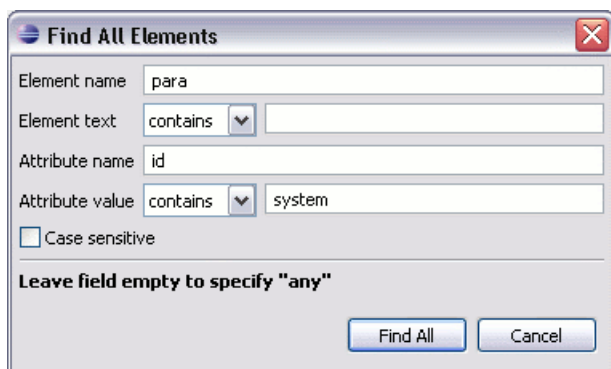 Find All Elements
Element name para
Element text contains
Attribute name id
Attribute value contains system
Case sensitive
Leave field empty to specify "any"
Find All Cancel